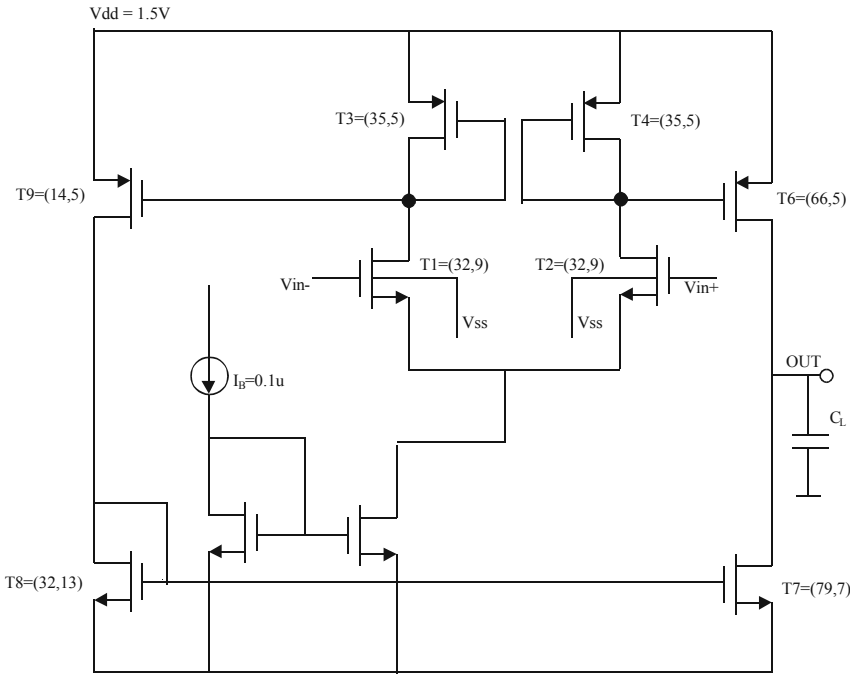 Vdd = 1.5V
T3=(35,5)
T4=(35,5)
T9=(14,5)
T6=(66,5)
T1=(32,9)
T2=(32,9)
Vin-
Vin+
Vss
Vss
OUT
IB=0.1u
CL
T8=(32,13)
T7=(79,7)